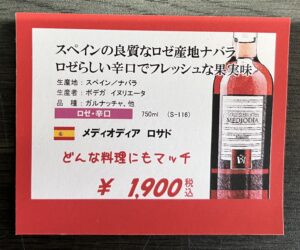 スペインの良質なロゼ産地ナバラ
ロゼらしい辛口でフレッシュな果実味
生産地:スペイン/ナバラ
生産者:ボデガ イヌリエータ
品 種:ガルナッチャ、他
ロゼ・辛口 750ml (S-116)
メディオディア ロサド
どんな料理にもマッチ
¥ 1,900 税込
MEDIODIA